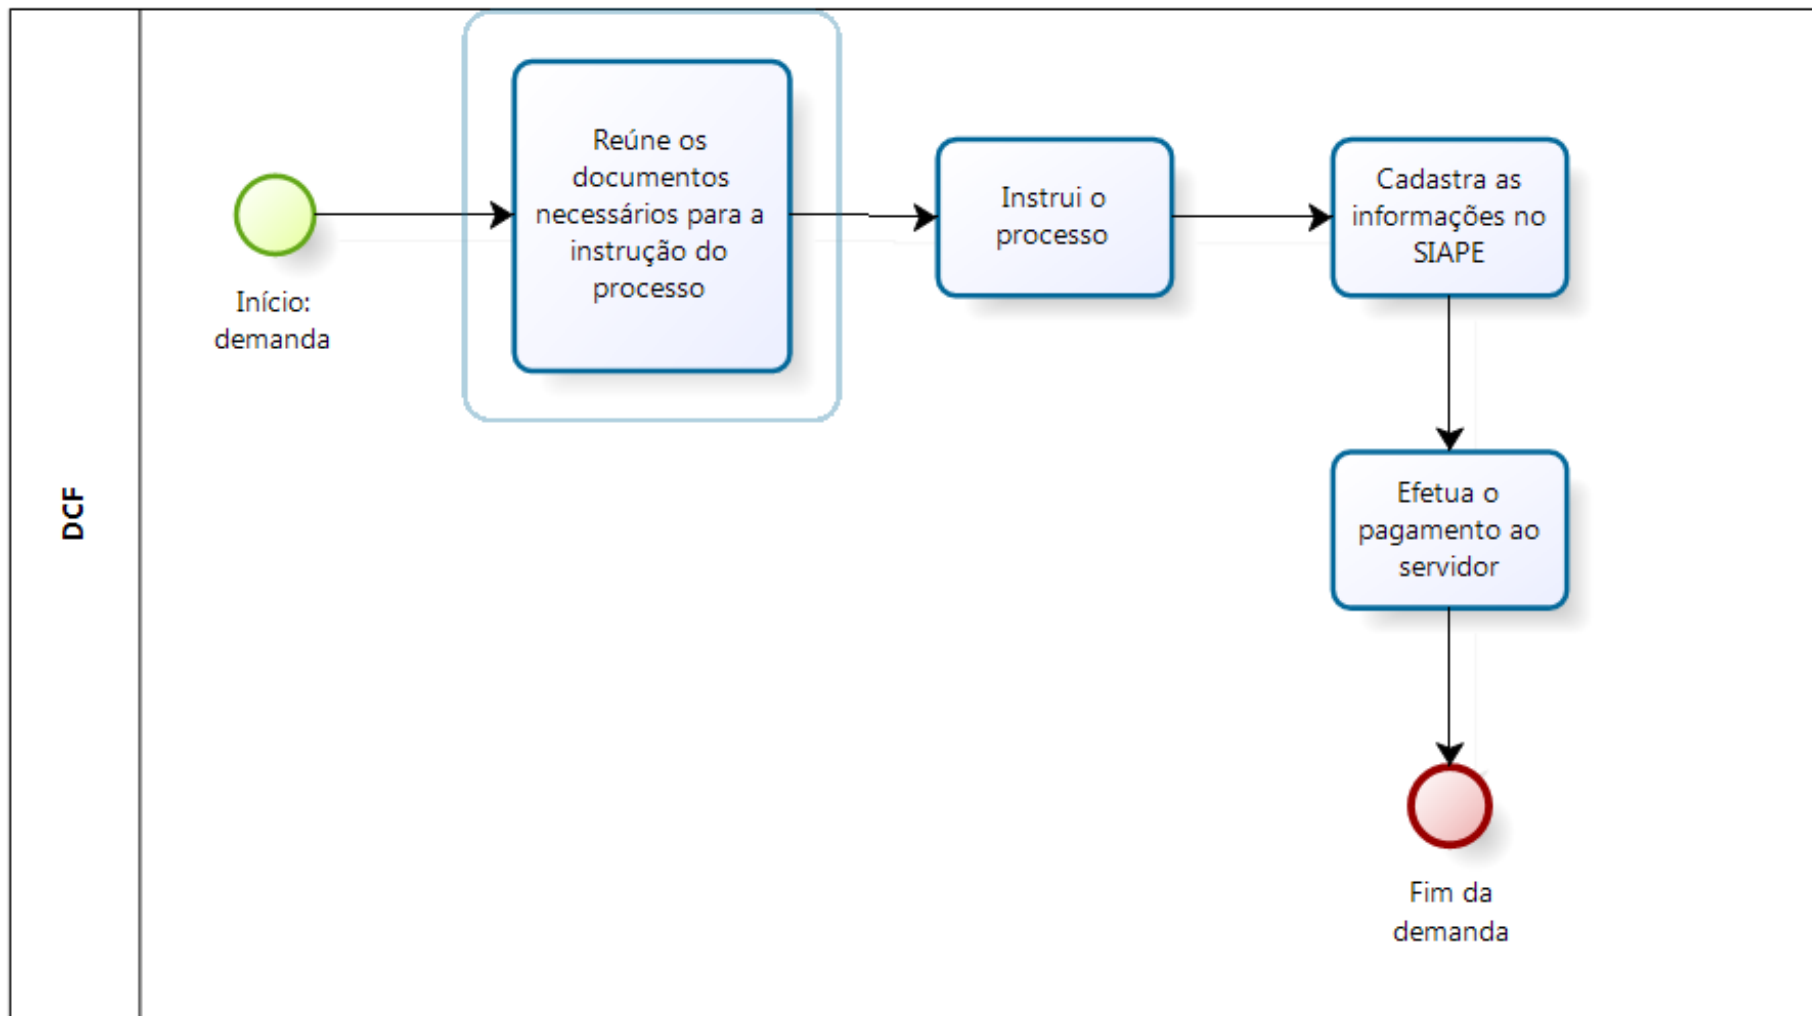 DCF
Início:
demanda
Reúne os
documentos
necessários para a
instrução do
processo
Instrui o
processo
Cadastra as
informações no
SIAPE
Efetua o
pagamento ao
servidor
Fim da
demanda